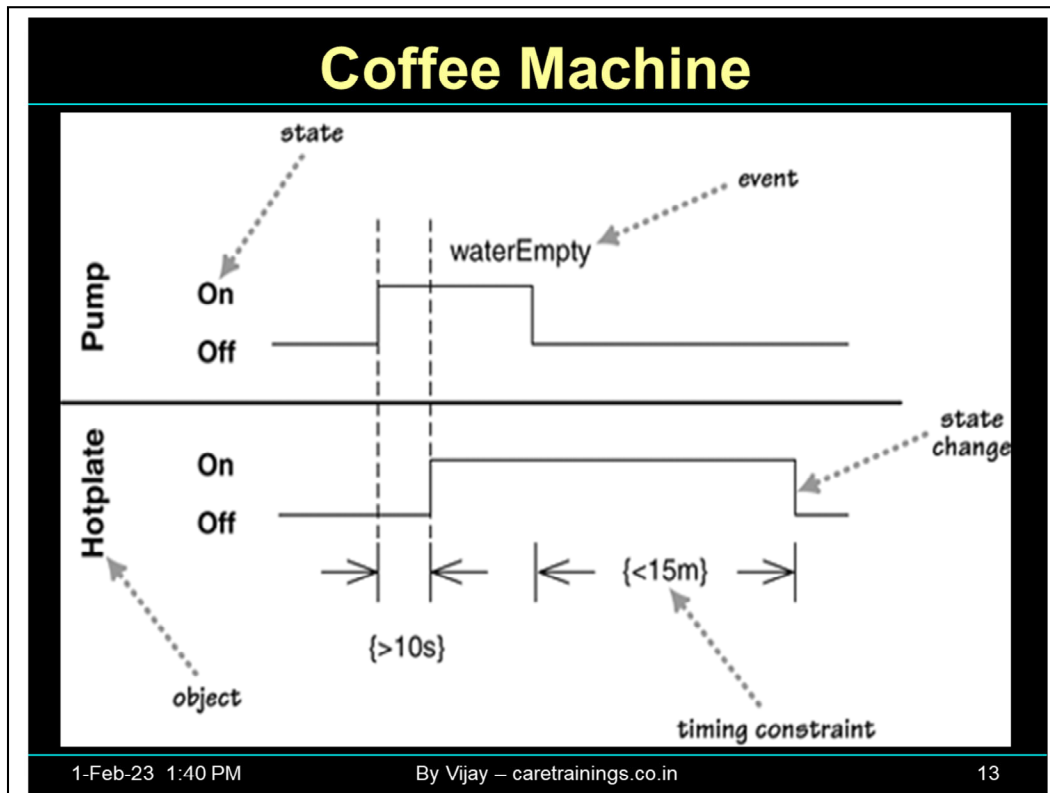 Coffee Machine
state
event
waterEmpty
Pump
On
Off
state
change
Hotplate
On
Off
{<15m}
{>10s}
object
timing constraint
1-Feb-23 1:40 PM
By Vijay – caretrainings.co.in
13